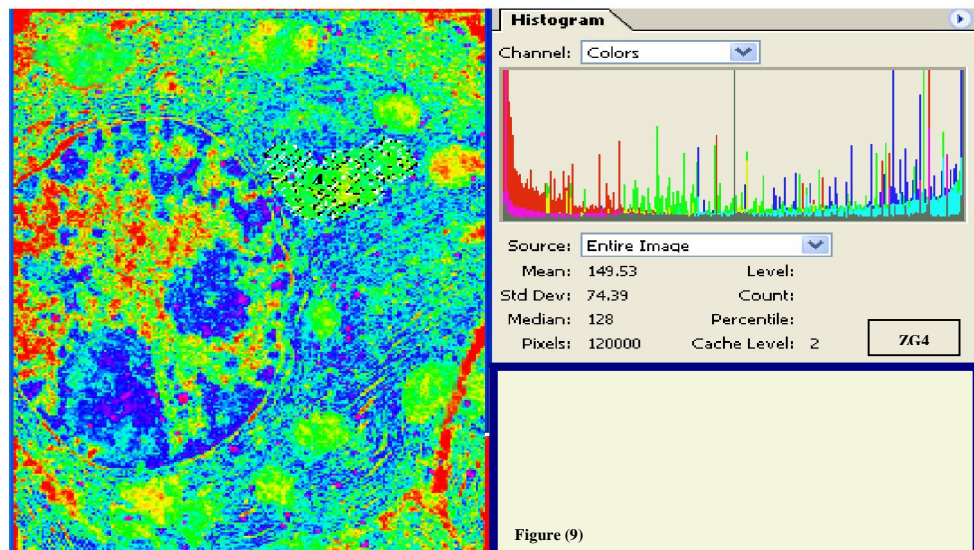 Histogram
Channel: Colors
Source: Entire Image
Mean: 149.53 Level:
Std Dev: 74.39 Count:
Median: 128 Percentile:
Pixels: 120000 Cache Level: 2
ZG4
Figure (9)